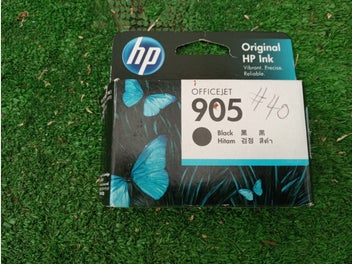 hp
Original
HP Ink
Vibrant. Precise.
Reliable.
OFFICEJET
905
#40
Black 黑 黑
Hitam 검정 สีดำ